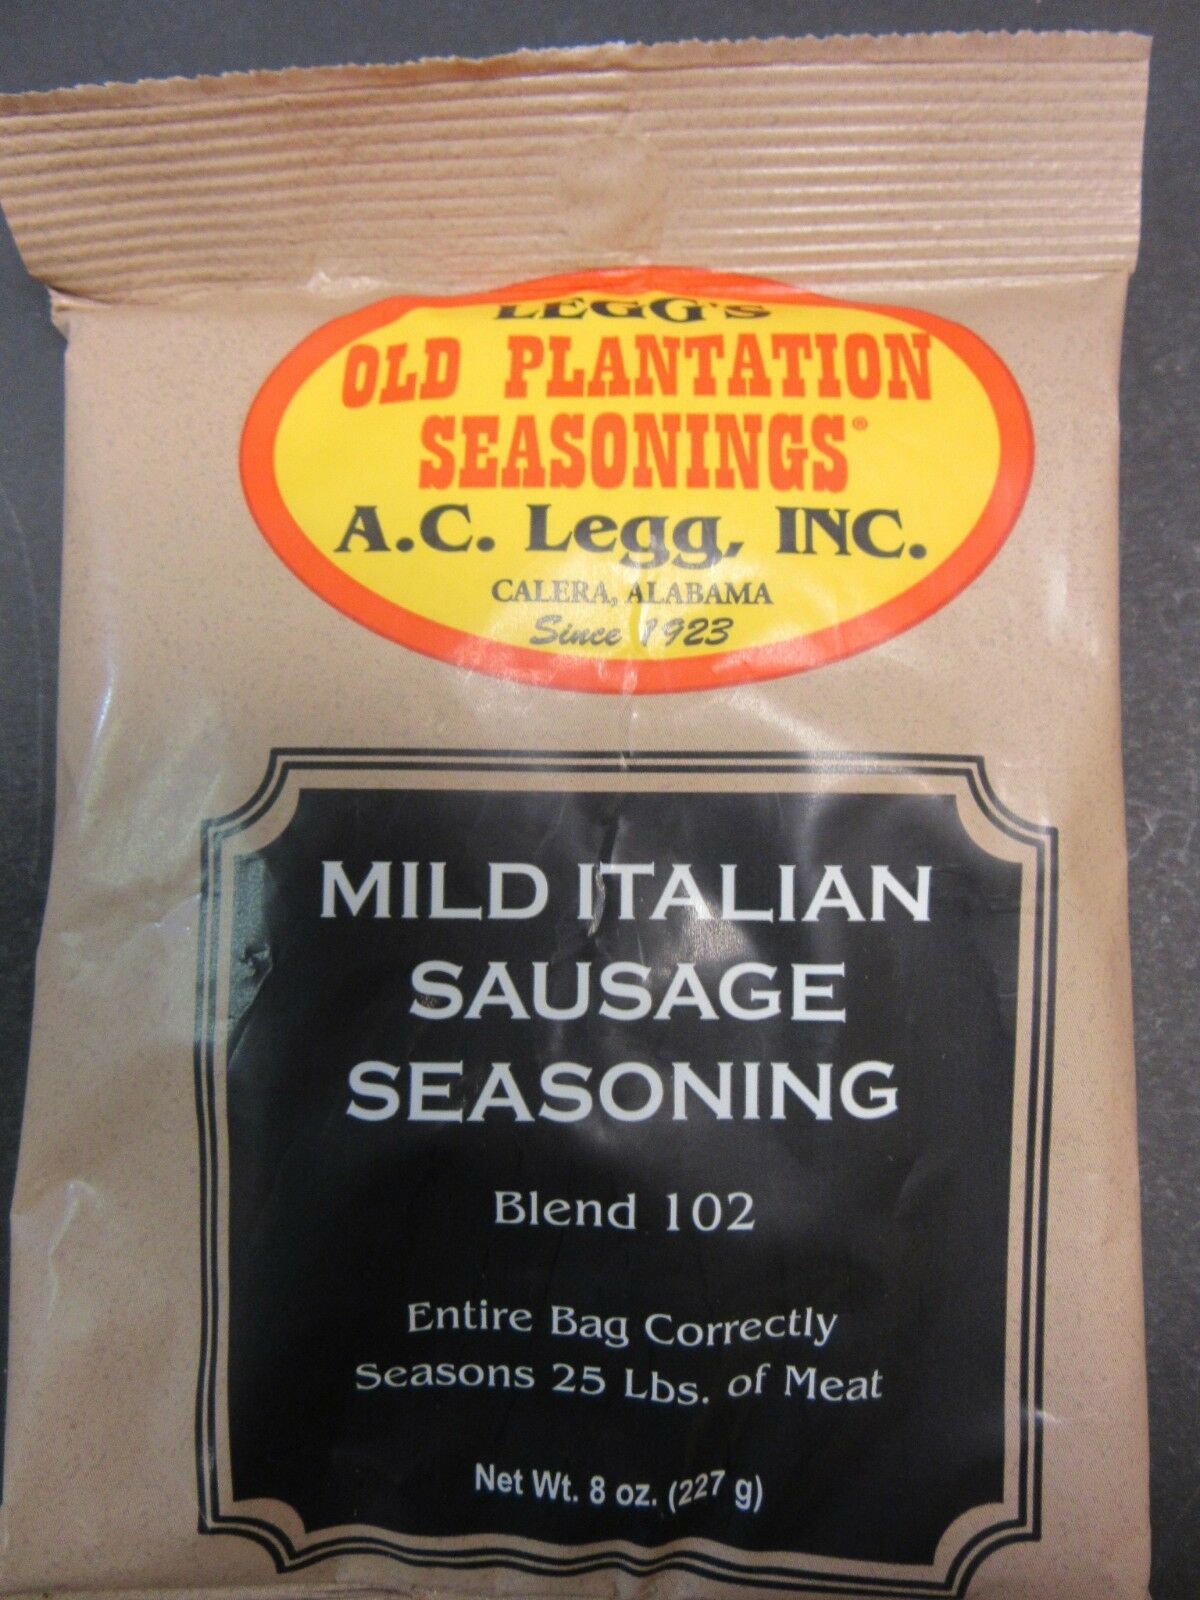 LEGG'S
OLD PLANTATION
SEASONINGS®
A.C. Legg, INC.
CALERA, ALABAMA
Since 1923
MILD ITALIAN
SAUSAGE
SEASONING
Blend 102
Entire Bag Correctly
Seasons 25 Lbs. of Meat
Net Wt. 8 oz. (227 g)